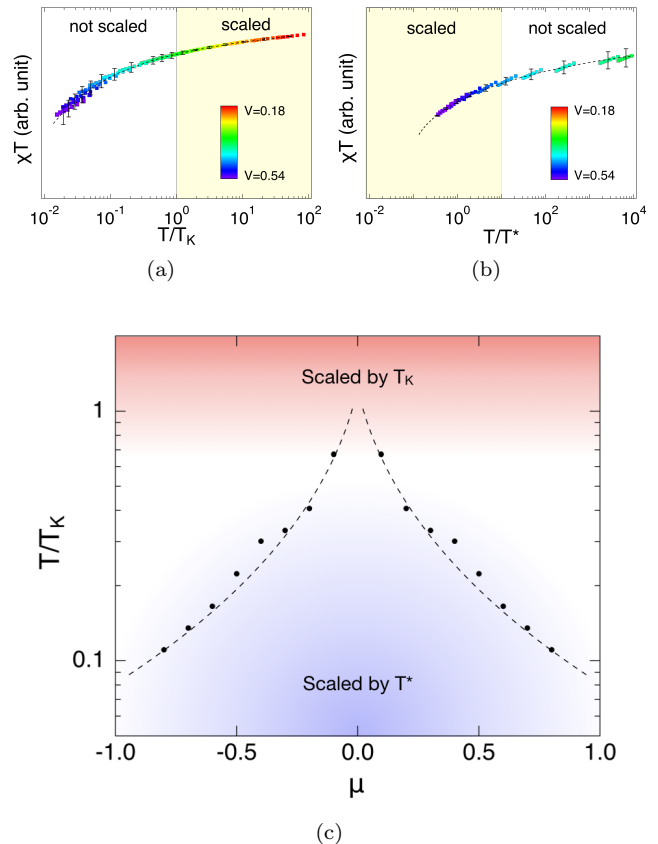 not scaled
scaled
χT (arb. unit)
V=0.18
V=0.54
10⁻² 10⁻¹ 10⁰ 10¹ 10²
T/T_K
(a)
scaled
not scaled
χT (arb. unit)
V=0.18
V=0.54
10⁻² 10⁰ 10² 10⁴
T/T*
(b)
Scaled by T_K
1
T/T_K
0.1
Scaled by T*
-1.0 -0.5 0.0 0.5 1.0
μ
(c)